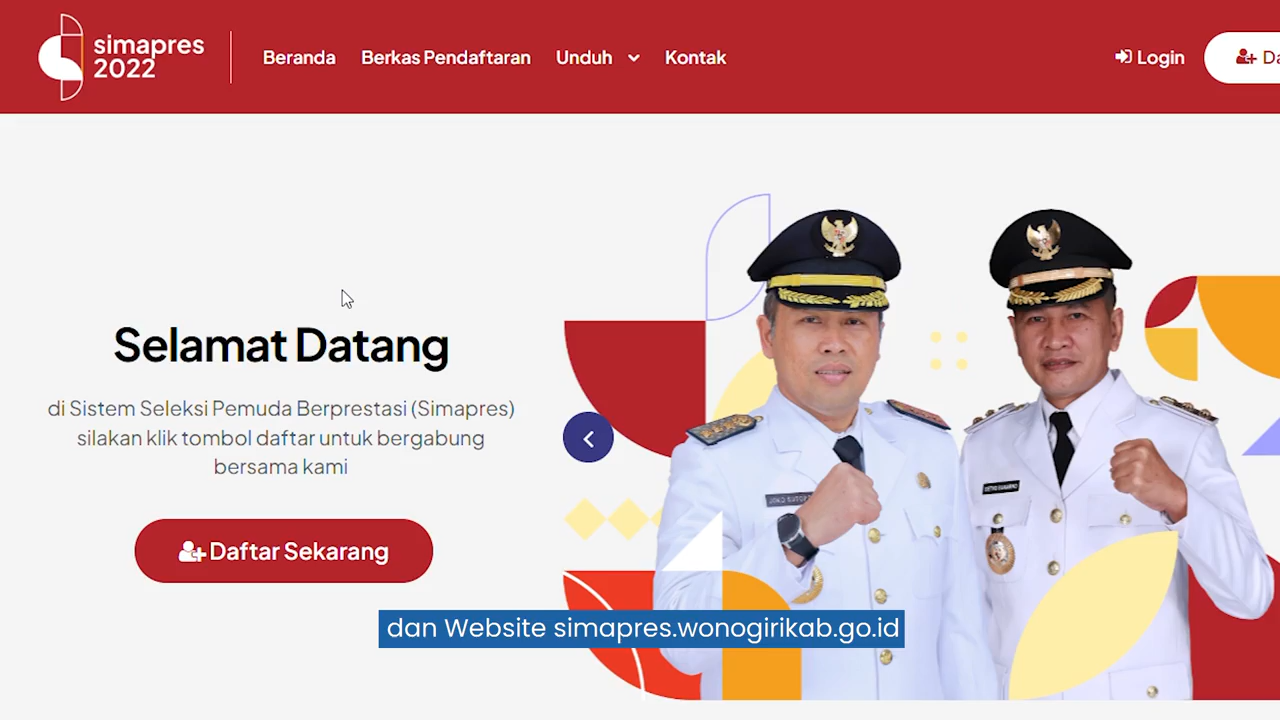 simapres
2022
Beranda
Berkas Pendaftaran
Unduh
Kontak
Login
Selamat Datang
di Sistem Seleksi Pemuda Berprestasi (Simapres)
silakan klik tombol daftar untuk bergabung
bersama kami
Daftar Sekarang
dan Website simapres.wonogirikab.go.id